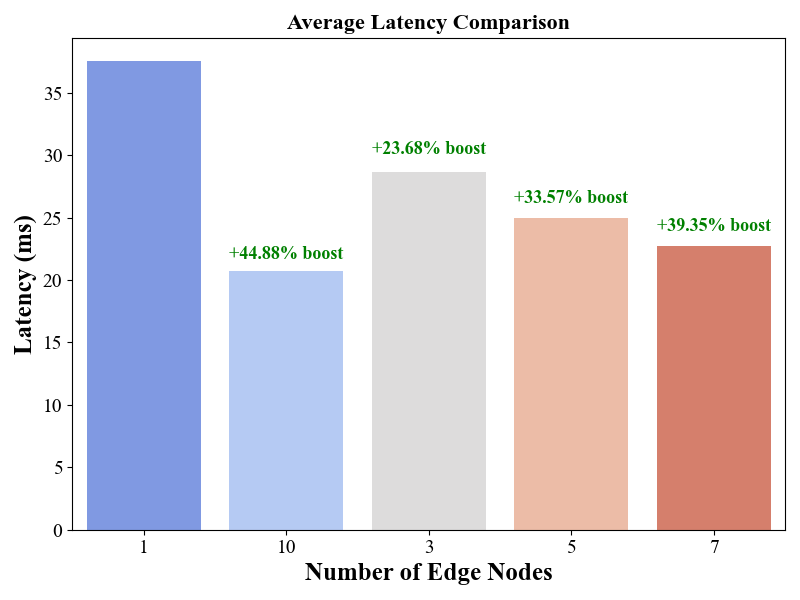 Average Latency Comparison
Latency (ms)
35
30
25
20
15
10
5
0
+44.88% boost
+23.68% boost
+33.57% boost
+39.35% boost
1
10
3
5
7
Number of Edge Nodes